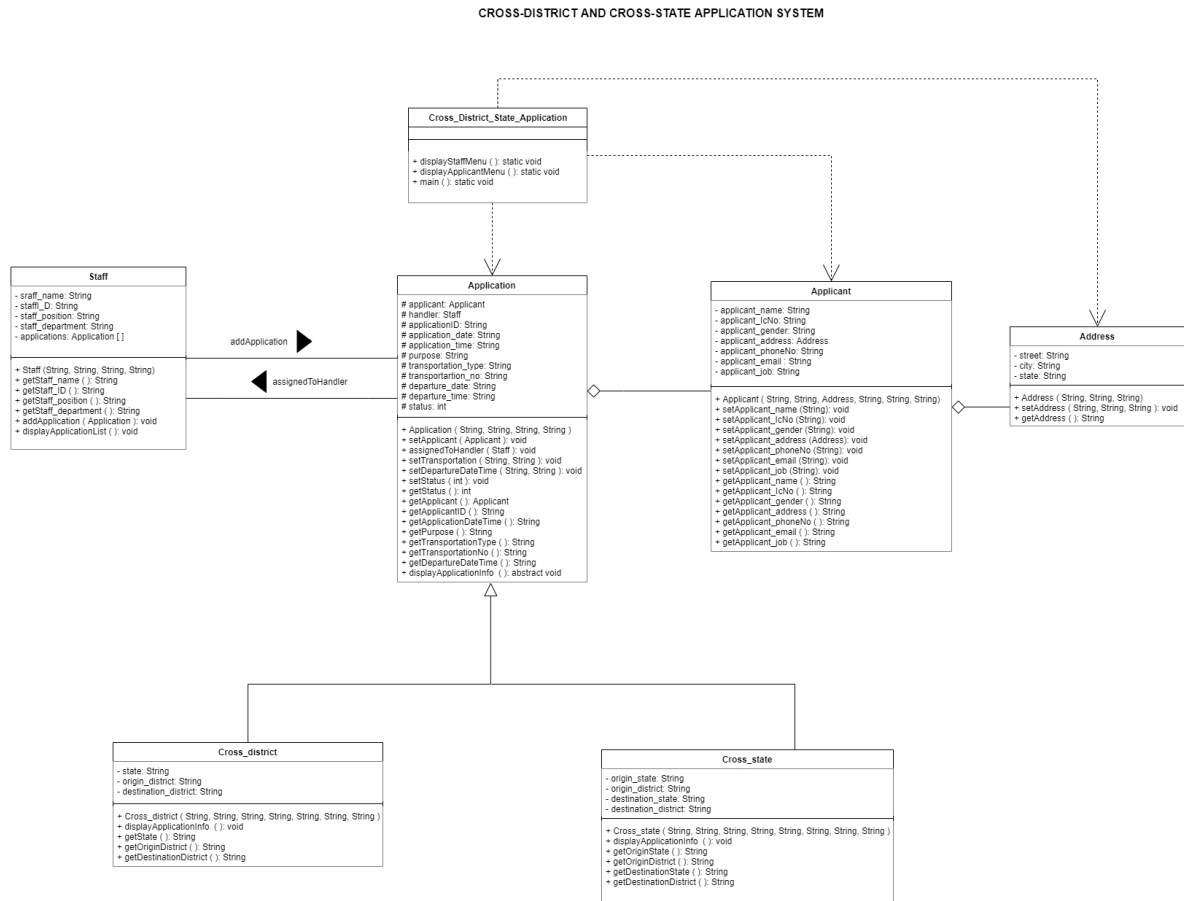 CROSS-DISTRICT AND CROSS-STATE APPLICATION SYSTEM
Cross_District_State_Application
+ displayStaffMenu ( ): static void
+ displayApplicantMenu ( ): static void
+ main ( ): static void
Staff
- sraff_name: String
- staffI_D: String
- staff_position: String
- staff_department: String
- applications: Application [ ]
+ Staff (String, String, String, String)
+ getStaff_name ( ): String
+ getStaff_ID ( ): String
+ getStaff_position ( ): String
+ getStaff_department ( ): String
+ addApplication ( Application ): void
+ displayApplicationList ( ): void
addApplication
assignedToHandler
Application
# applicant: Applicant
# handler: Staff
# applicationID: String
# application_date: String
# application_time: String
# purpose: String
# transportation_type: String
# transportartion_no: String
# departure_date: String
# departure_time: String
# status: int
+ Application ( String, String, String, String )
+ setApplicant ( Applicant ): void
+ assignedToHandler ( Staff ): void
+ setTransportation ( String, String ): void
+ setDepartureDateTime ( String, String ): void
+ setStatus ( int ): void
+ getStatus ( ): int
+ getApplicant ( ): Applicant
+ getApplicantID ( ): String
+ getApplicationDateTime ( ): String
+ getPurpose ( ): String
+ getTransportationType ( ): String
+ getTransportationNo ( ): String
+ getDepartureDateTime ( ): String
+ displayApplicationInfo ( ): abstract void
Applicant
- applicant_name: String
- applicant_IcNo: String
- applicant_gender: String
- applicant_address: Address
- applicant_phoneNo: String
- applicant_email : String
- applicant_job: String
+ Applicant ( String, String, Address, String, String, String)
+ setApplicant_name (String): void
+ setApplicant_IcNo (String): void
+ setApplicant_gender (String): void
+ setApplicant_address (Address): void
+ setApplicant_phoneNo (String): void
+ setApplicant_email (String): void
+ setApplicant_job (String): void
+ getApplicant_name ( ): String
+ getApplicant_IcNo ( ): String
+ getApplicant_gender ( ): String
+ getApplicant_address ( ): String
+ getApplicant_phoneNo ( ): String
+ getApplicant_email ( ): String
+ getApplicant_job ( ): String
Address
- street: String
- city: String
- state: String
+ Address ( String, String, String)
+ setAddress ( String, String, String ): void
+ getAddress ( ): String
Cross_district
- state: String
- origin_district: String
- destination_district: String
+ Cross_district ( String, String, String, String, String, String, String )
+ displayApplicationInfo ( ): void
+ getState ( ): String
+ getOriginDistrict ( ): String
+ getDestinationDistrict ( ): String
Cross_state
- origin_state: String
- origin_district: String
- destination_state: String
- destination_district: String
+ Cross_state ( String, String, String, String, String, String, String, String )
+ displayApplicationInfo ( ): void
+ getOriginState ( ): String
+ getOriginDistrict ( ): String
+ getDestinationState ( ): String
+ getDestinationDistrict ( ): String